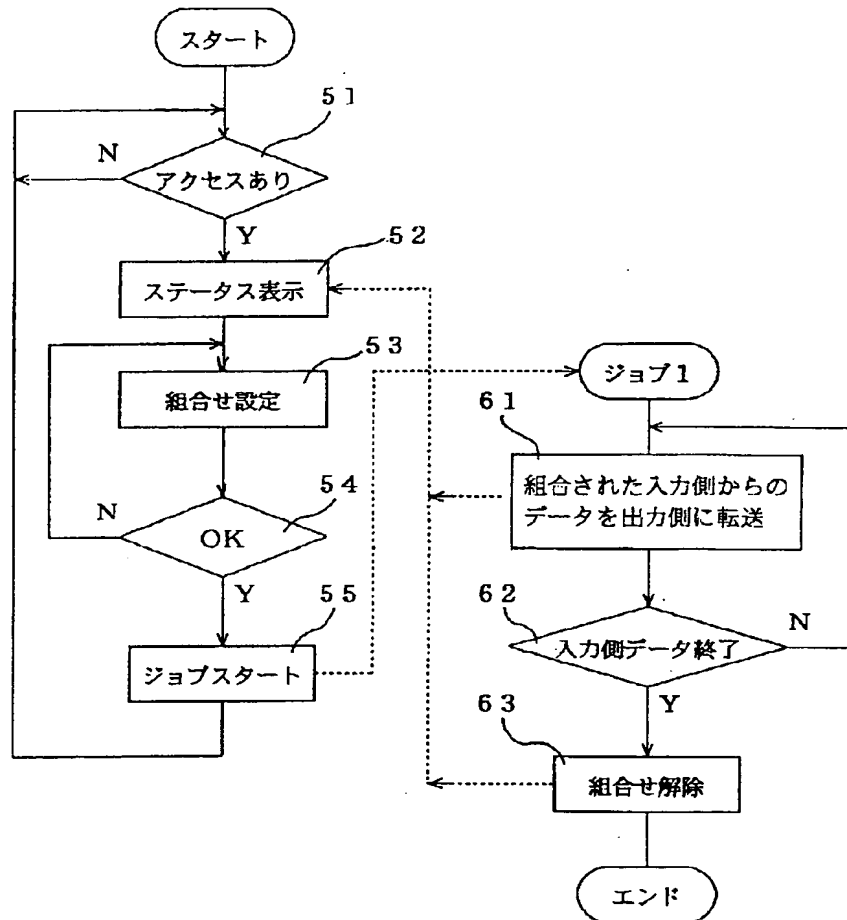 スタート
51
N
アクセスあり
Y
52
ステータス表示
53
組合せ設定
54
N
OK
Y
55
ジョブスタート
ジョブ1
61
組合された入力側からの
データを出力側に転送
62
N
入力側データ終了
Y
63
組合せ解除
エンド